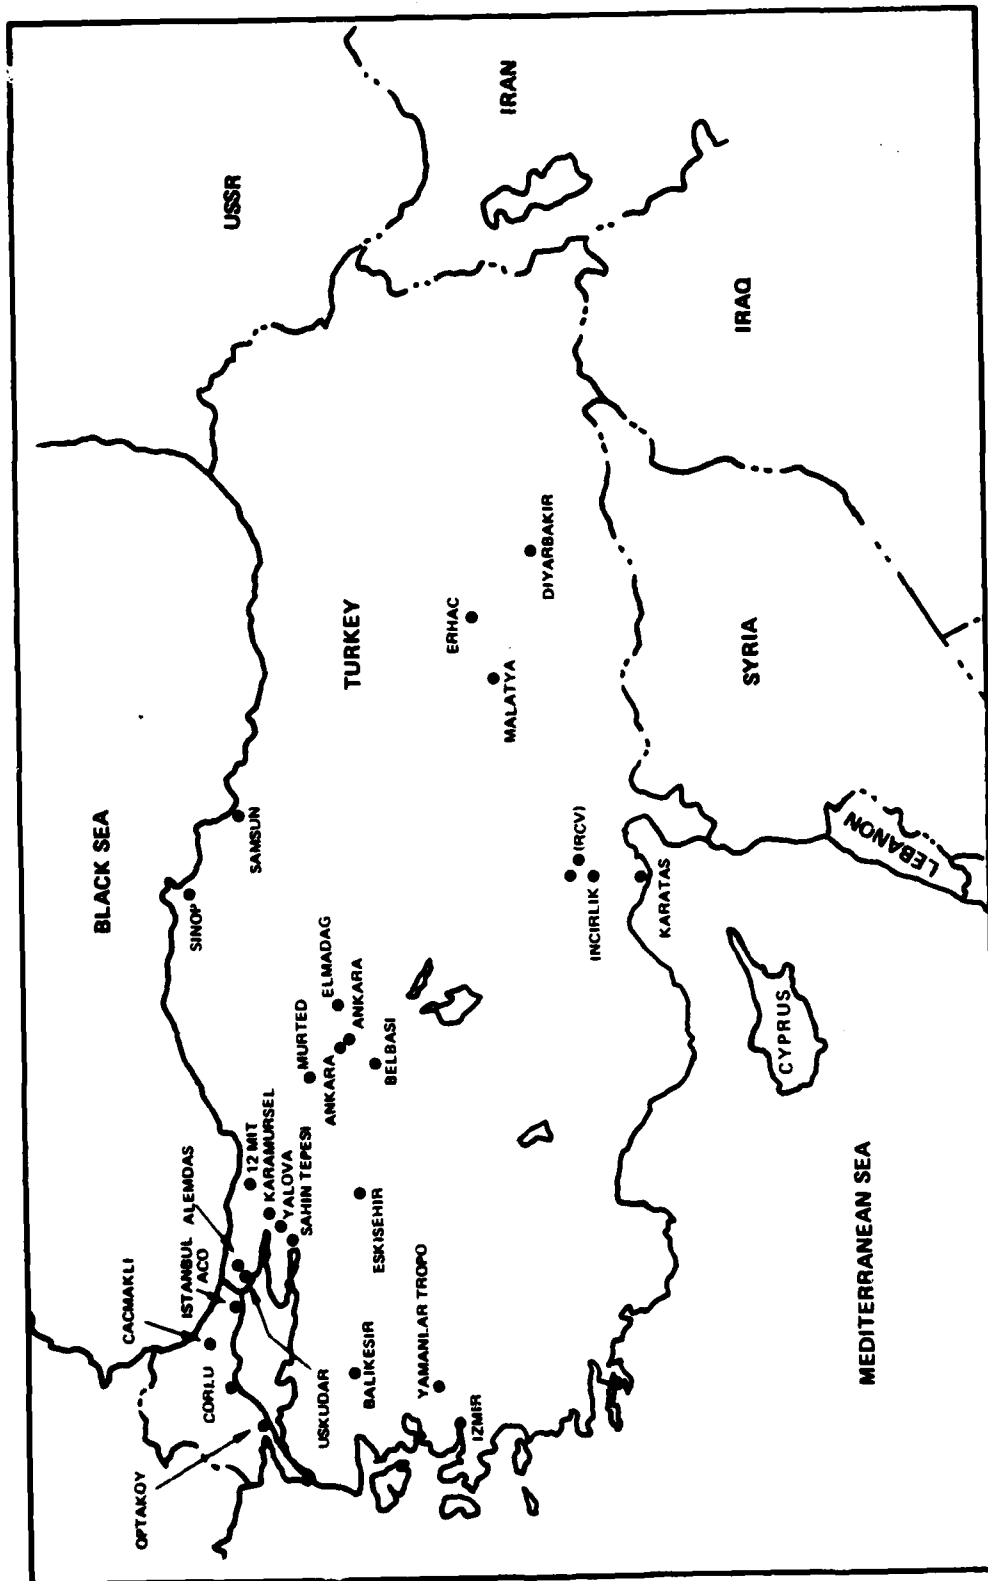 BLACK SEA
USSR
IRAN
IRAQ
SYRIA
TURKEY
LEBANON
CYPRUS
MEDITERRANEAN SEA
OPTAKOY
CACMAKLI
CORLU
ISTANBUL
ACO
ALEMDAS
USKUDAR
12 MIT
KARAMURSEL
YALOVA
SAHIN TEPESI
SINOP
SAMSUN
MURTED
ELMADAG
ANKARA
ANKARA
BELBASI
ESKISEHIR
BALIKESIR
YAMANLAR TROPO
IZMIR
ERHAC
MALATYA
DIYARBAKIR
(RCV)
INCIRLIK
KARATAS